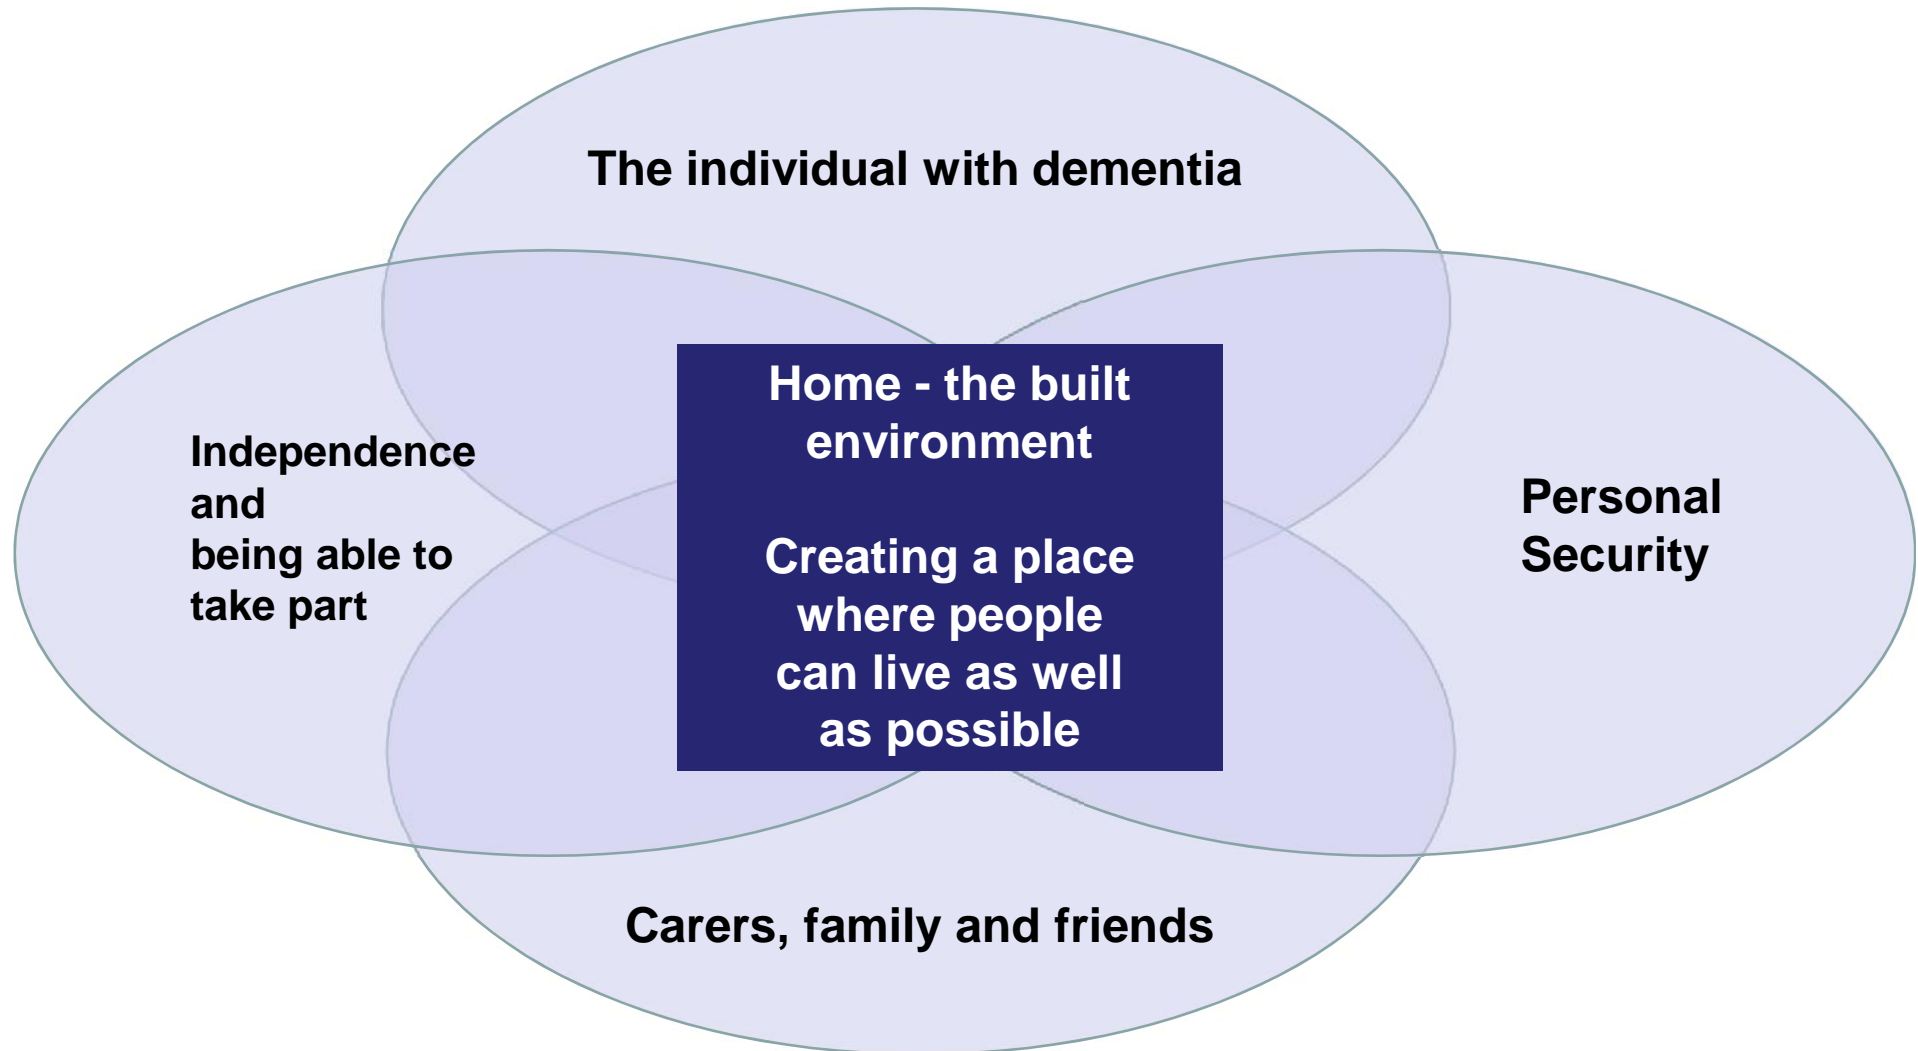 The individual with dementia
Home - the built
environment
Creating a place
where people
can live as well
as possible
Independence
and
being able to
take part
Personal
Security
Carers, family and friends